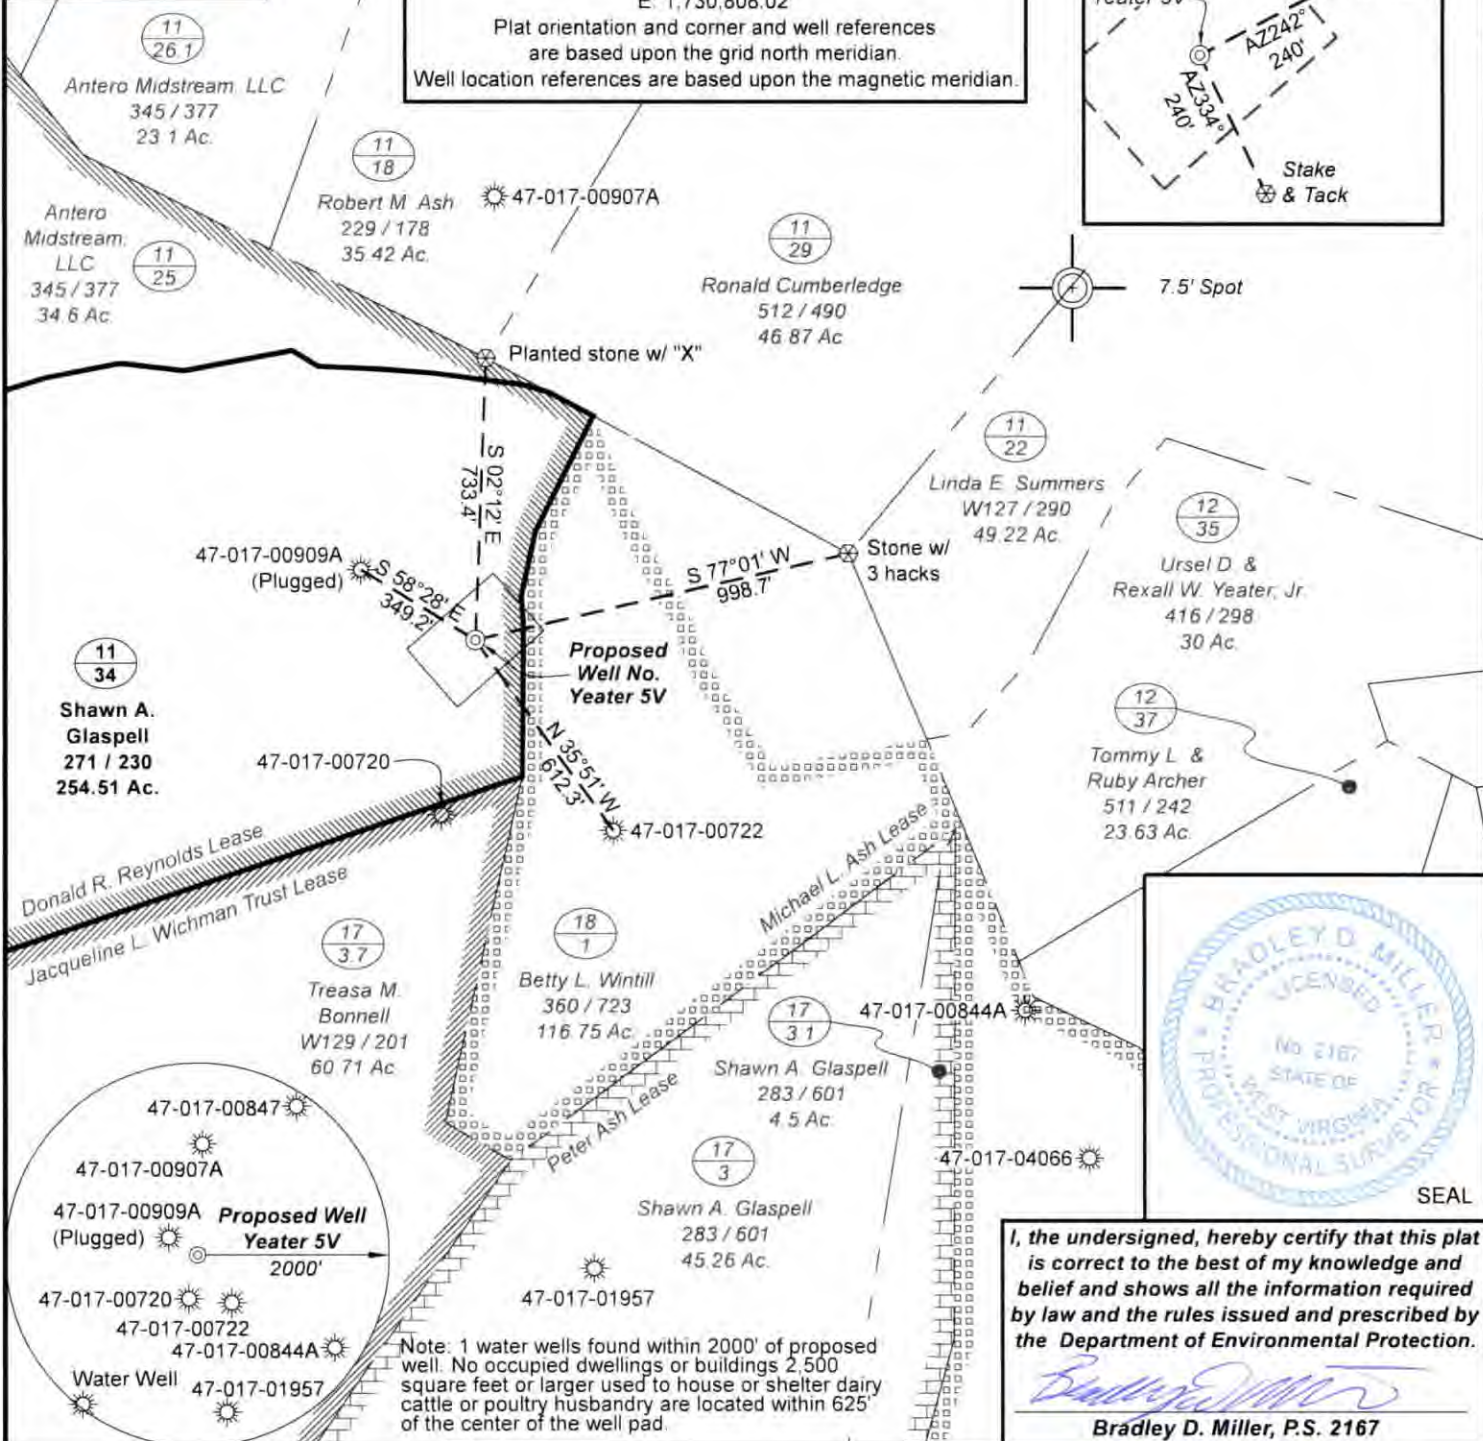 E: 1,730,808.02
Plat orientation and corner and well references
are based upon the grid north meridian.
Well location references are based upon the magnetic meridian.
AZ242°
240'
AZ334°
240'
Stake
& Tack
11
26.1
Antero Midstream LLC
345 / 377
23.1 Ac.
11
18
Robert M. Ash
229 / 178
35.42 Ac.
47-017-00907A
Antero
Midstream,
LLC
345 / 377
34.6 Ac.
11
25
11
29
Ronald Cumberledge
512 / 490
46.87 Ac
7.5' Spot
Planted stone w/ "X"
11
22
Linda E. Summers
W127 / 290
49.22 Ac.
12
35
Ursel D. &
Rexall W. Yeater, Jr.
416 / 298
30 Ac.
S 02°12' E
733.4'
47-017-00909A
(Plugged)
S 58°28' E
349.2'
S 77°01' W
998.7'
Stone w/
3 hacks
Proposed
Well No.
Yeater 5V
11
34
Shawn A.
Glaspell
271 / 230
254.51 Ac.
47-017-00720
N 35°51' W
612.3'
47-017-00722
12
37
Tommy L. &
Ruby Archer
511 / 242
23.63 Ac.
Donald R. Reynolds Lease
Jacqueline L. Wichman Trust Lease
Michael L. Ash Lease
17
3.7
Treasa M.
Bonnell
W129 / 201
60.71 Ac
18
1
Betty L. Wintill
360 / 723
116.75 Ac.
17
3.1
Shawn A. Glaspell
283 / 601
4.5 Ac.
47-017-00844A
Peter Ash Lease
17
3
Shawn A. Glaspell
283 / 601
45.26 Ac.
47-017-04066
47-017-01957
BRADLEY D. MILLER
LICENSED
No. 2167
STATE OF
WEST VIRGINIA
PROFESSIONAL SURVEYOR
SEAL
47-017-00847
47-017-00907A
47-017-00909A
(Plugged)
Proposed Well
Yeater 5V
2000'
47-017-00720
47-017-00722
47-017-00844A
Water Well
47-017-01957
Note: 1 water wells found within 2000' of proposed
well. No occupied dwellings or buildings 2,500
square feet or larger used to house or shelter dairy
cattle or poultry husbandry are located within 625'
of the center of the well pad.
I, the undersigned, hereby certify that this plat
is correct to the best of my knowledge and
belief and shows all the information required
by law and the rules issued and prescribed by
the Department of Environmental Protection.
Bradley D. Miller, P.S. 2167